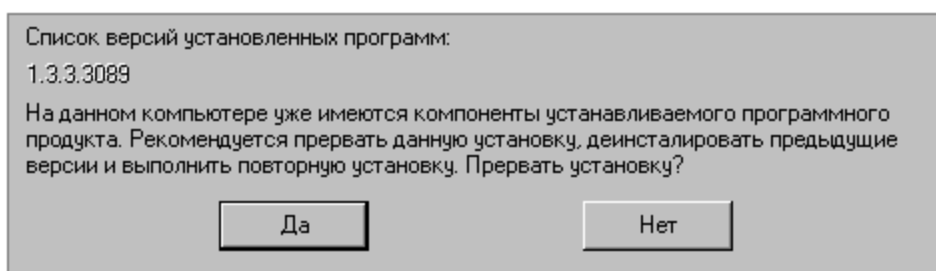 Список версий установленных программ:
1.3.3.3089
На данном компьютере уже имеются компоненты устанавливаемого программного
продукта. Рекомендуется прервать данную установку, деинсталировать предыдущие
версии и выполнить повторную установку. Прервать установку?
Да
Нет